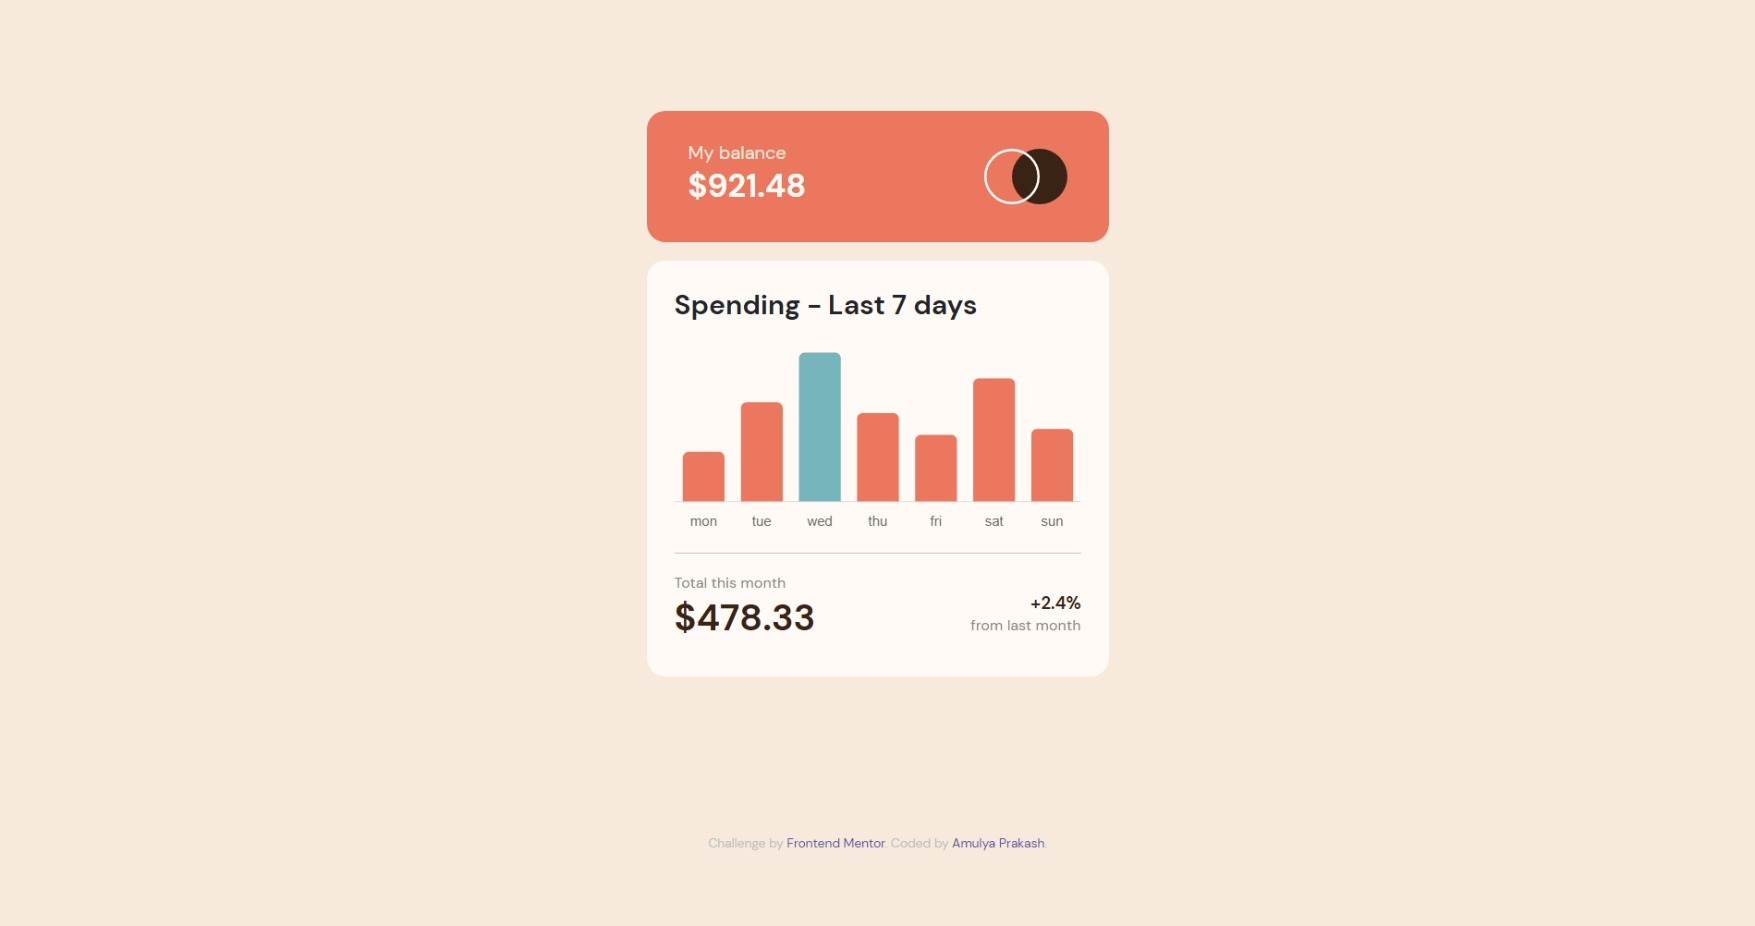 My balance
$921.48
Spending - Last 7 days
mon tue wed thu fri sat sun
Total this month
$478.33
+2.4%
from last month
Challenge by Frontend Mentor. Coded by Amulya Prakash.